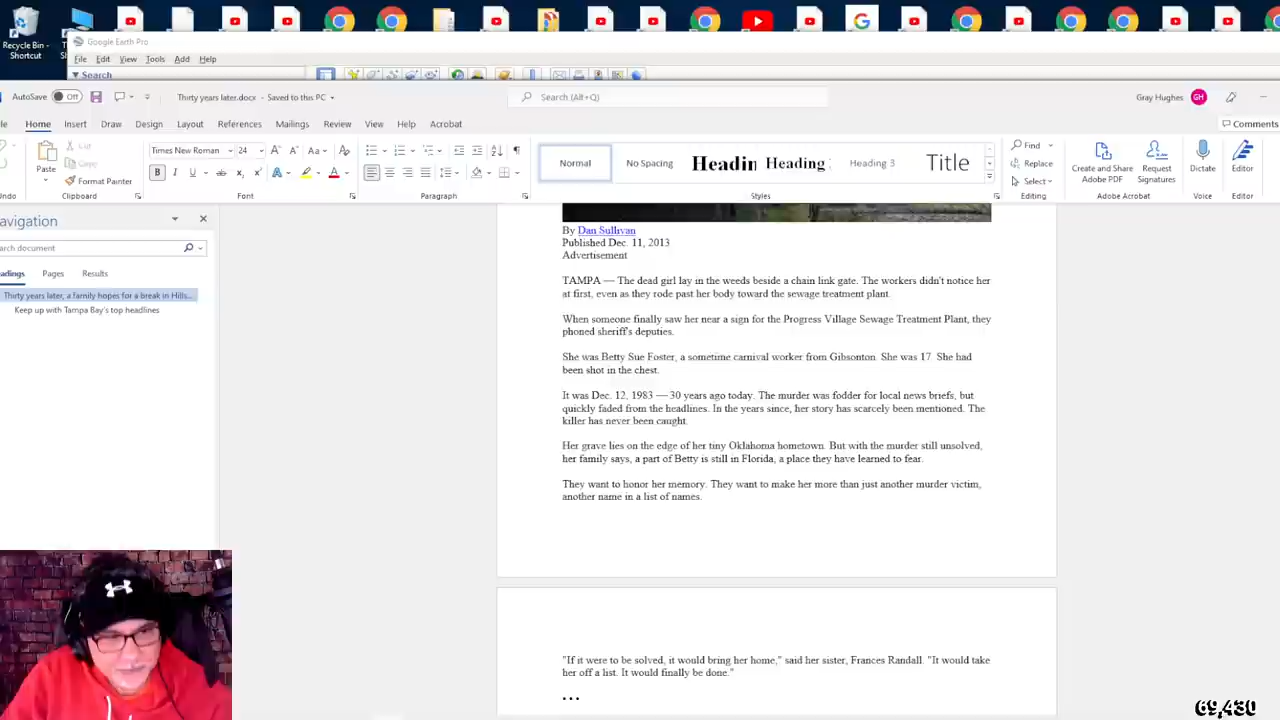 Recycle Bin - Shortcut
Google Earth Pro
File Edit View Tools Add Help
Search
AutoSave Off
Thirty years later.docx - Saved to this PC
Search (Alt+Q)
Gray Hughes GH
Home Insert Draw Design Layout References Mailings Review View Help Acrobat
Comments
Paste
Cut
Copy
Format Painter
Clipboard
Times New Roman 24
Font
Paragraph
Normal
No Spacing
Headin
Heading
Heading 3
Title
Styles
Find
Replace
Select
Editing
Create and Share Adobe PDF
Request Signatures
Adobe Acrobat
Dictate
Voice
Editor
Editor
avigation
arch document
eadings Pages Results
Thirty years later, a family hopes for a break in Hills...
Keep up with Tampa Bay's top headlines
By Dan Sullivan
Published Dec. 11, 2013
Advertisement
TAMPA — The dead girl lay in the weeds beside a chain link gate. The workers didn't notice her
at first, even as they rode past her body toward the sewage treatment plant.
When someone finally saw her near a sign for the Progress Village Sewage Treatment Plant, they
phoned sheriff's deputies.
She was Betty Sue Foster, a sometime carnival worker from Gibsonton. She was 17 She had
been shot in the chest.
It was Dec. 12, 1983 — 30 years ago today. The murder was fodder for local news briefs, but
quickly faded from the headlines. In the years since, her story has scarcely been mentioned. The
killer has never been caught.
Her grave lies on the edge of her tiny Oklahoma hometown. But with the murder still unsolved,
her family says, a part of Betty is still in Florida, a place they have learned to fear.
They want to honor her memory. They want to make her more than just another murder victim,
another name in a list of names.
"If it were to be solved, it would bring her home," said her sister, Frances Randall. "It would take
her off a list. It would finally be done."
...
69,430